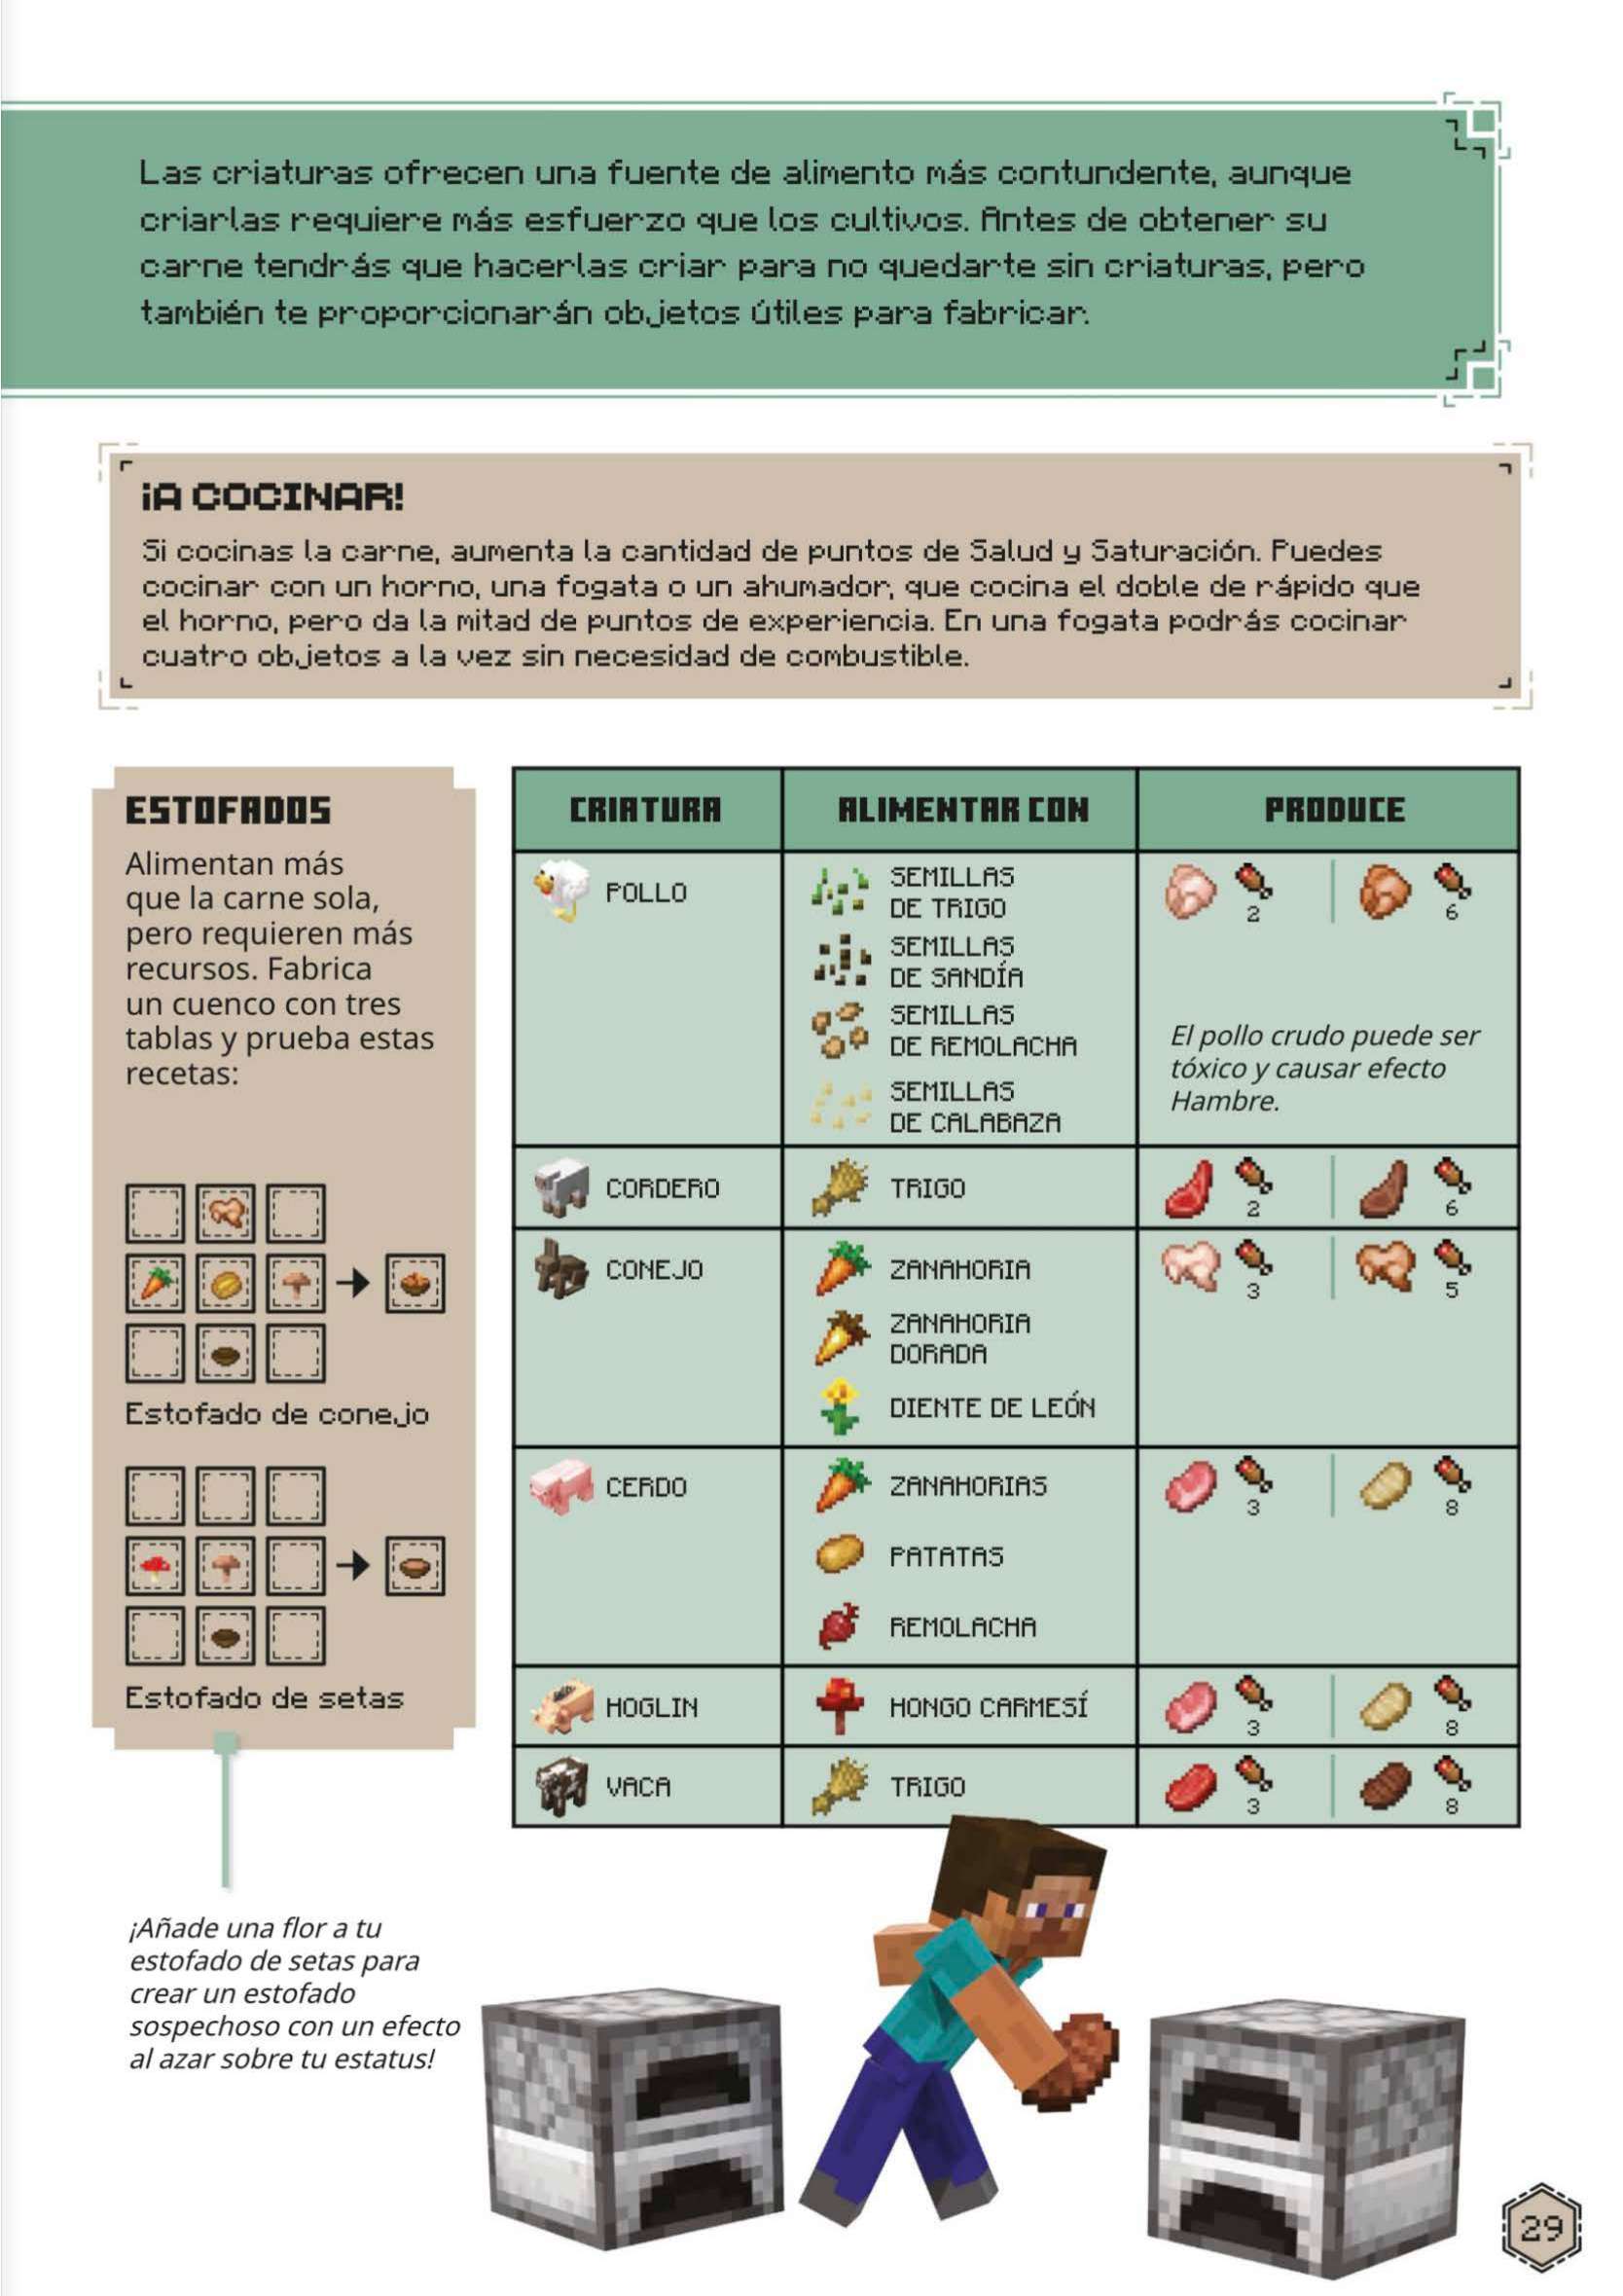 Las criaturas ofrecen una fuente de alimento más contundente, aunque
criarlas requiere más esfuerzo que los cultivos. Antes de obtener su
carne tendrás que hacerlas criar para no quedarte sin criaturas, pero
también te proporcionarán objetos útiles para fabricar.
¡A COCINAR!
Si cocinas la carne, aumenta la cantidad de puntos de Salud y Saturación. Puedes
cocinar con un horno, una fogata o un ahumador, que cocina el doble de rápido que
el horno, pero da la mitad de puntos de experiencia. En una fogata podrás cocinar
cuatro objetos a la vez sin necesidad de combustible.
ESTOFADOS
Alimentan más
que la carne sola,
pero requieren más
recursos. Fabrica
un cuenco con tres
tablas y prueba estas
recetas:
Estofado de conejo
Estofado de setas
¡Añade una flor a tu
estofado de setas para
crear un estofado
sospechoso con un efecto
al azar sobre tu estatus!
CRIATURA ALIMENTAR CON PRODUCE
POLLO
SEMILLAS
DE TRIGO
SEMILLAS
DE SANDÍA
SEMILLAS
DE REMOLACHA
SEMILLAS
DE CALABAZA
2 6
El pollo crudo puede ser
tóxico y causar efecto
Hambre.
CORDERO TRIGO 2 6
CONEJO ZANAHORIA 3 5
ZANAHORIA
DORADA
DIENTE DE LEÓN
CERDO ZANAHORIAS 3 8
PATATAS
REMOLACHA
HOGLIN HONGO CARMESÍ 3 8
VACA TRIGO 3 8
29